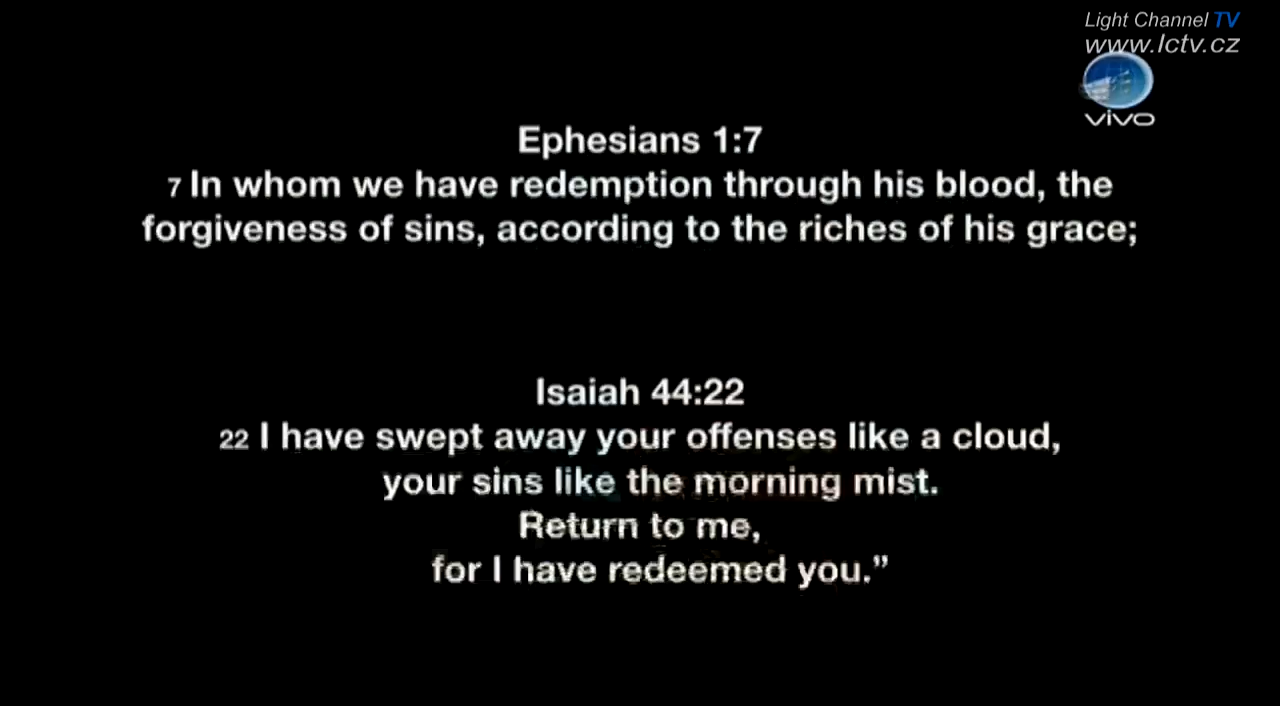 Light Channel TV
www.lctv.cz
vivo
Ephesians 1:7
7 In whom we have redemption through his blood, the
forgiveness of sins, according to the riches of his grace;
Isaiah 44:22
22 I have swept away your offenses like a cloud,
your sins like the morning mist.
Return to me,
for I have redeemed you.”